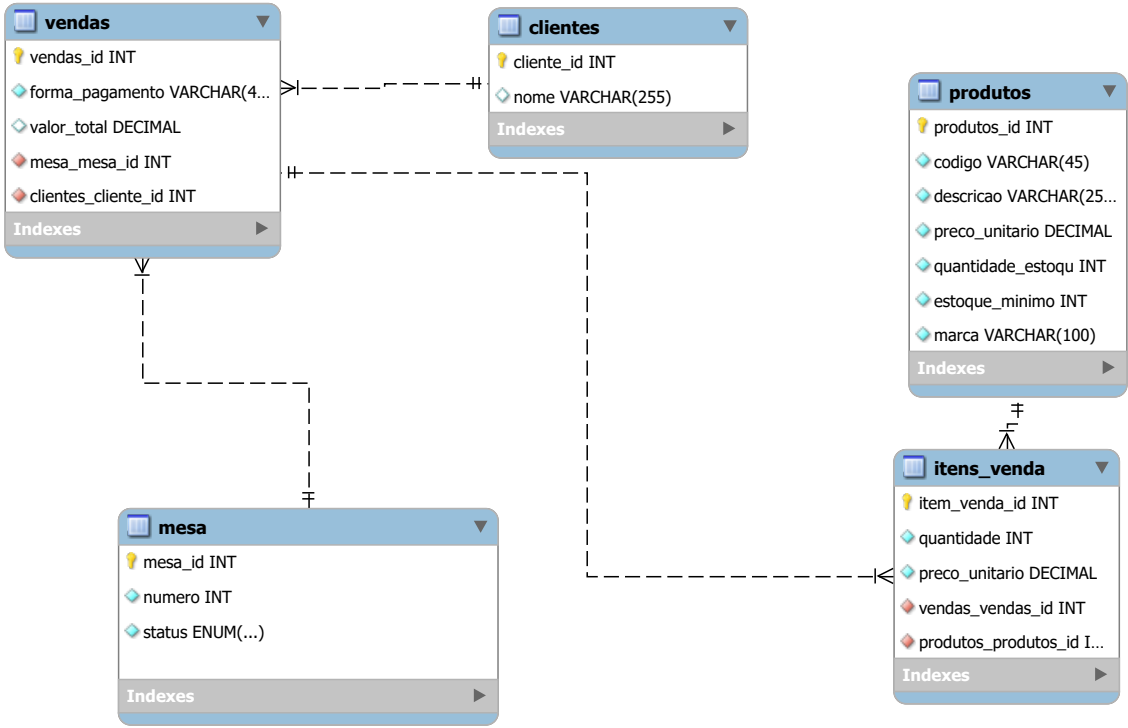 vendas
vendas_id INT
forma_pagamento VARCHAR(4...
valor_total DECIMAL
mesa_mesa_id INT
clientes_cliente_id INT
Indexes
clientes
cliente_id INT
nome VARCHAR(255)
Indexes
produtos
produtos_id INT
codigo VARCHAR(45)
descricao VARCHAR(25...
preco_unitario DECIMAL
quantidade_estoqu INT
estoque_minimo INT
marca VARCHAR(100)
Indexes
mesa
mesa_id INT
numero INT
status ENUM(...)
Indexes
itens_venda
item_venda_id INT
quantidade INT
preco_unitario DECIMAL
vendas_vendas_id INT
produtos_produtos_id I...
Indexes